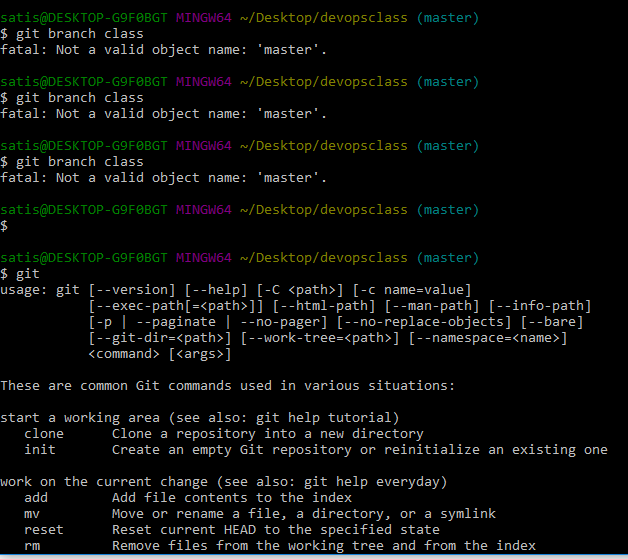 satis@DESKTOP-G9F0BGT MINGW64 ~/Desktop/devopsclass (master)
$ git branch class
fatal: Not a valid object name: 'master'.
satis@DESKTOP-G9F0BGT MINGW64 ~/Desktop/devopsclass (master)
$ git branch class
fatal: Not a valid object name: 'master'.
satis@DESKTOP-G9F0BGT MINGW64 ~/Desktop/devopsclass (master)
$ git branch class
fatal: Not a valid object name: 'master'.
satis@DESKTOP-G9F0BGT MINGW64 ~/Desktop/devopsclass (master)
$
satis@DESKTOP-G9F0BGT MINGW64 ~/Desktop/devopsclass (master)
$ git
usage: git [--version] [--help] [-C <path>] [-c name=value]
[--exec-path[=<path>]] [--html-path] [--man-path] [--info-path]
[-p | --paginate | --no-pager] [--no-replace-objects] [--bare]
[--git-dir=<path>] [--work-tree=<path>] [--namespace=<name>]
<command> [<args>]
These are common Git commands used in various situations:
start a working area (see also: git help tutorial)
clone Clone a repository into a new directory
init Create an empty Git repository or reinitialize an existing one
work on the current change (see also: git help everyday)
add Add file contents to the index
mv Move or rename a file, a directory, or a symlink
reset Reset current HEAD to the specified state
rm Remove files from the working tree and from the index